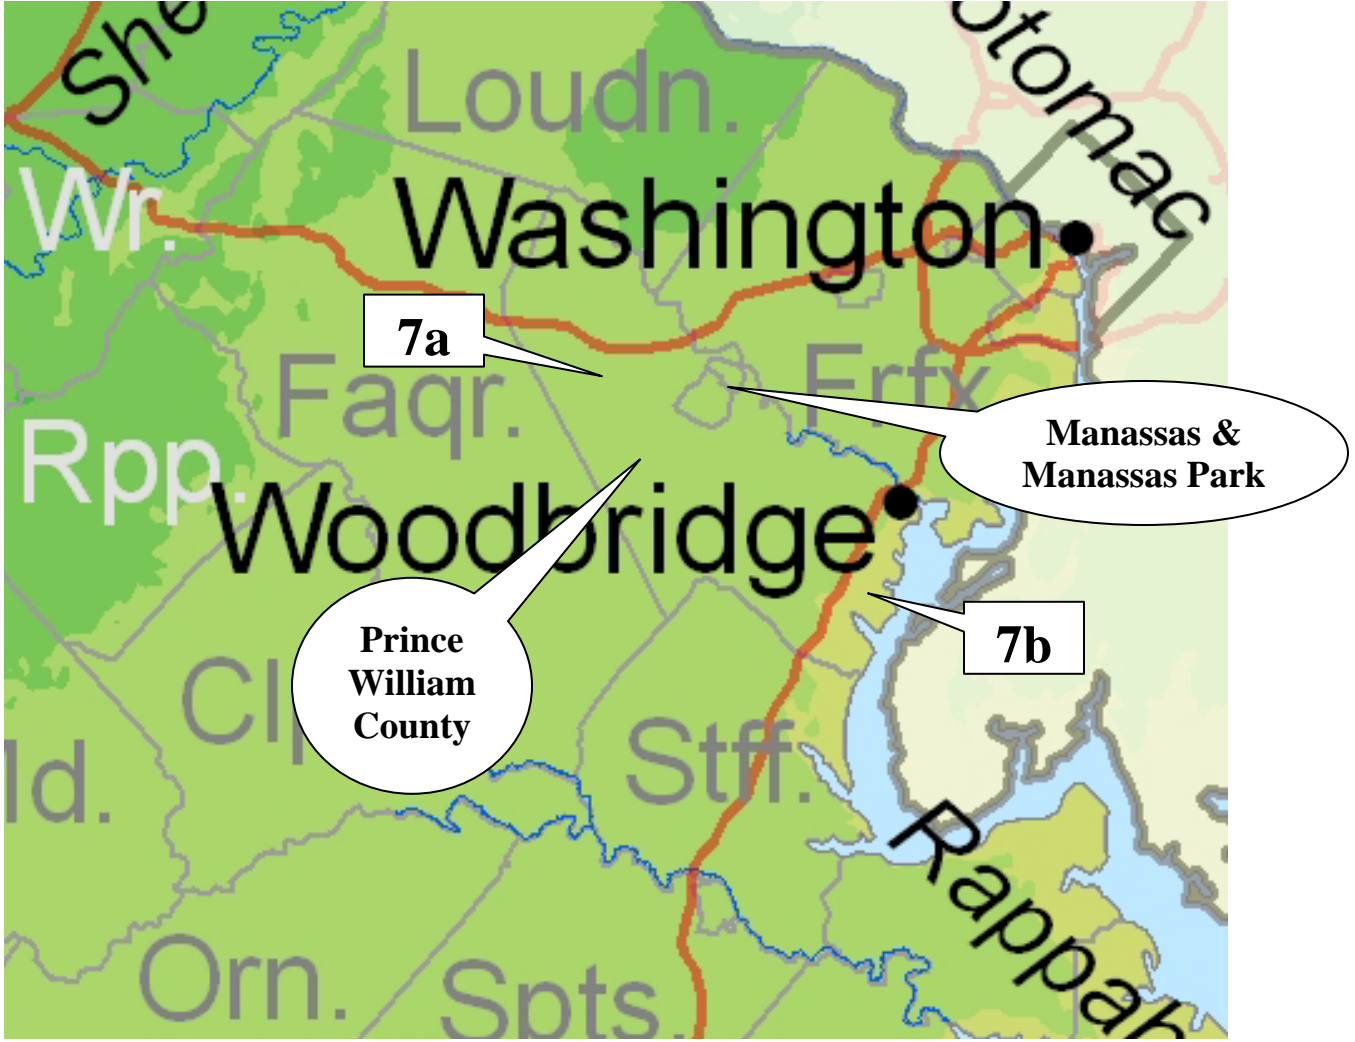 She
otomac
Loudn.
Wr.
Washington
7a
Faqr.
Frfx
Manassas &
Manassas Park
Rpp.
Woodbridge
Prince
William
County
7b
Clp
Stff.
ld.
Rappah
Orn.
Spts.